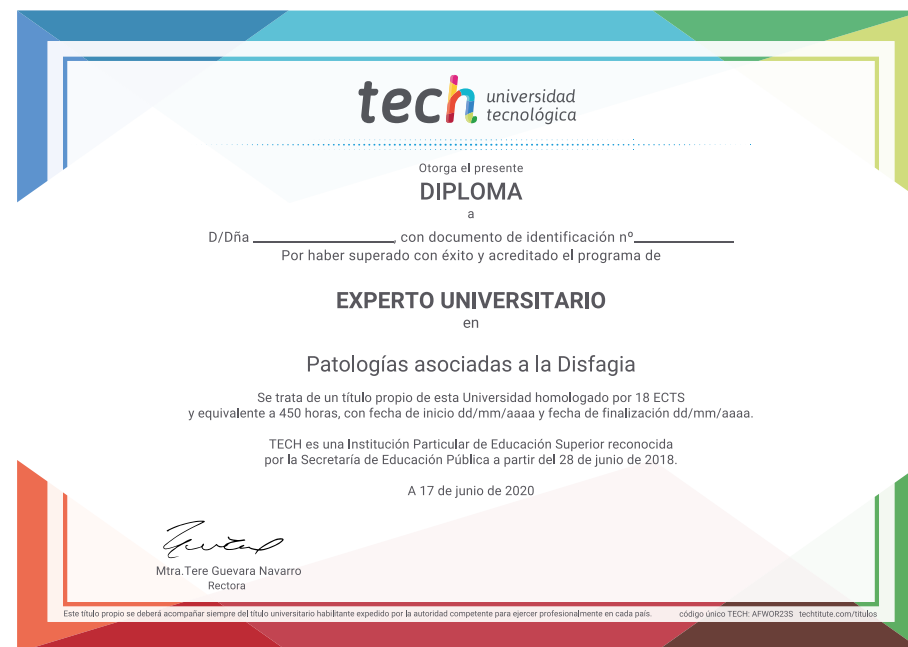 tech universidad
tecnológica
Otorga el presente
DIPLOMA
a
D/Dña ________________, con documento de identificación nº____________
Por haber superado con éxito y acreditado el programa de
EXPERTO UNIVERSITARIO
en
Patologías asociadas a la Disfagia
Se trata de un título propio de esta Universidad homologado por 18 ECTS
y equivalente a 450 horas, con fecha de inicio dd/mm/aaaa y fecha de finalización dd/mm/aaaa.
TECH es una Institución Particular de Educación Superior reconocida
por la Secretaría de Educación Pública a partir del 28 de junio de 2018.
A 17 de junio de 2020
Mtra.Tere Guevara Navarro
Rectora
Este título propio se deberá acompañar siempre del título universitario habilitante expedido por la autoridad competente para ejercer profesionalmente en cada país. código único TECH: AFWOR23S techtitute.com/titulos